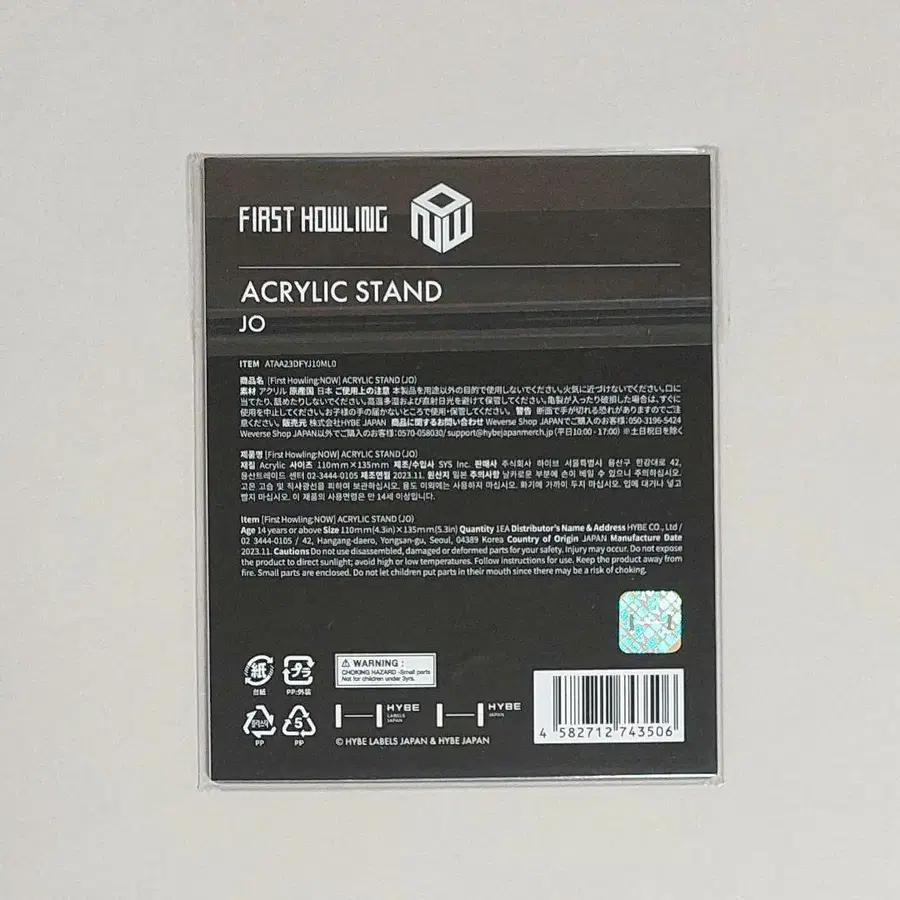 FIRST HOWLING
NOW
ACRYLIC STAND
JO
ITEM ATAA23DFYJ10ML0
商品名 [First Howling:NOW] ACRYLIC STAND (JO)
素材 アクリル 原産国 日本 ご使用上の注意 本製品を用途以外の目的で使用しないでください。火気に近づけないでください。口に
当てたり、舐めたりしないでください。高温多湿および直射日光を避けて保管してください。亀裂が入ったり破損した場合は、すぐに
使用を中止してください。お子様の手の届かないところで使用・保管してください。 警告 断面で手が切れる恐れがありますのでご注
意ください。 販売元 株式会社HYBE JAPAN 商品に関するお問い合わせ Weverse Shop JAPANでご購入のお客様:050-3196-5424
Weverse Shop JAPAN以外でご購入のお客様:0570-058030/ support@hybejapanmerch.jp (平日10:00 - 17:00) ※土日祝日を除く
제품명 [First Howling:NOW] ACRYLIC STAND (JO)
재질 Acrylic 사이즈 110mm×135mm 제조/수입사 SYS Inc. 판매사 주식회사 하이브 서울특별시 용산구 한강대로 42,
용산트레이드 센터 02-3444-0105 제조연월 2023.11. 원산지 일본 주의사항 날카로운 부분에 손이 베일 수 있으니 주의하십시오.
고온 고습 및 직사광선을 피하여 보관하십시오. 용도 이외에는 사용하지 마십시오. 화기에 가까이 두지 마십시오. 입에 대거나 넣고
빨지 마십시오. 이 제품의 사용연령은 만 14세 이상입니다.
Item [First Howling:NOW] ACRYLIC STAND (JO)
Age 14 years or above Size 110mm(4.3in)×135mm(5.3in) Quantity 1EA Distributor's Name & Address HYBE CO., Ltd /
02 3444-0105 / 42, Hangang-daero, Yongsan-gu, Seoul, 04389 Korea Country of Origin JAPAN Manufacture Date
2023.11. Cautions Do not use disassembled, damaged or deformed parts for your safety. Injury may occur. Do not expose
the product to direct sunlight; avoid high or low temperatures. Follow instructions for use. Keep the product away from
fire. Small parts are enclosed. Do not let children put parts in their mouth since there may be a risk of choking.
紙
台紙
プラ
PP:外装
PP
5
PP
⚠ WARNING :
CHOKING HAZARD -Small parts
Not for children under 3yrs.
HYBE
LABELS
JAPAN
HYBE
JAPAN
© HYBE LABELS JAPAN & HYBE JAPAN
4 582712 743506